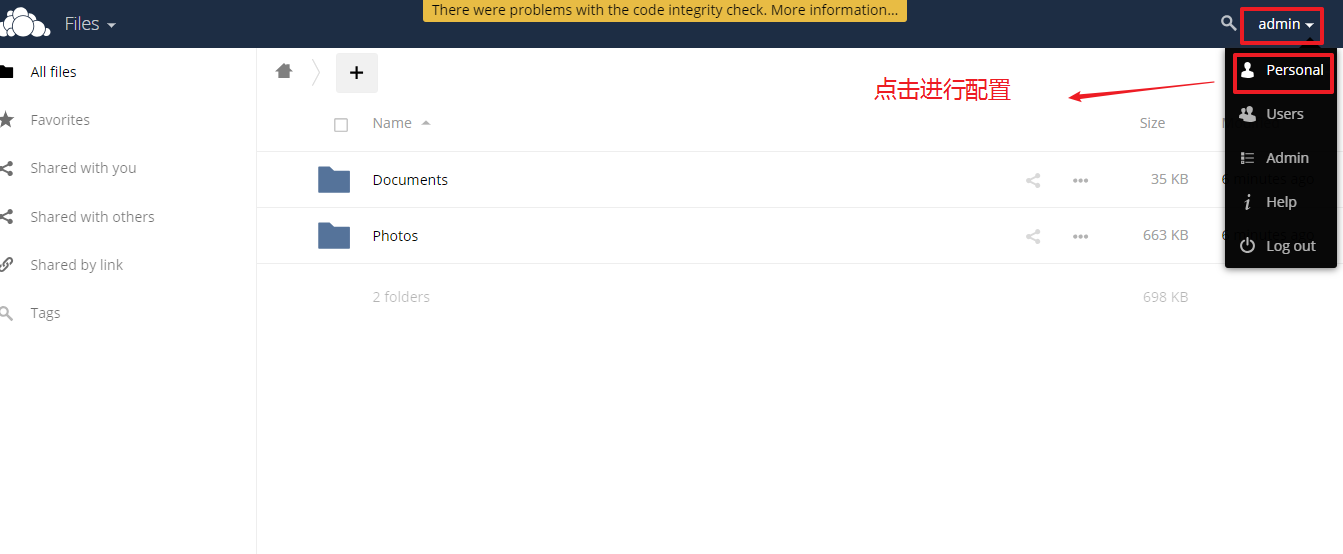 There were problems with the code integrity check. More information...
Files
admin
All files
Favorites
Shared with you
Shared with others
Shared by link
Tags
点击进行配置
Personal
Users
Admin
Help
Log out
Name Size
Documents 35 KB
Photos 663 KB
2 folders 698 KB